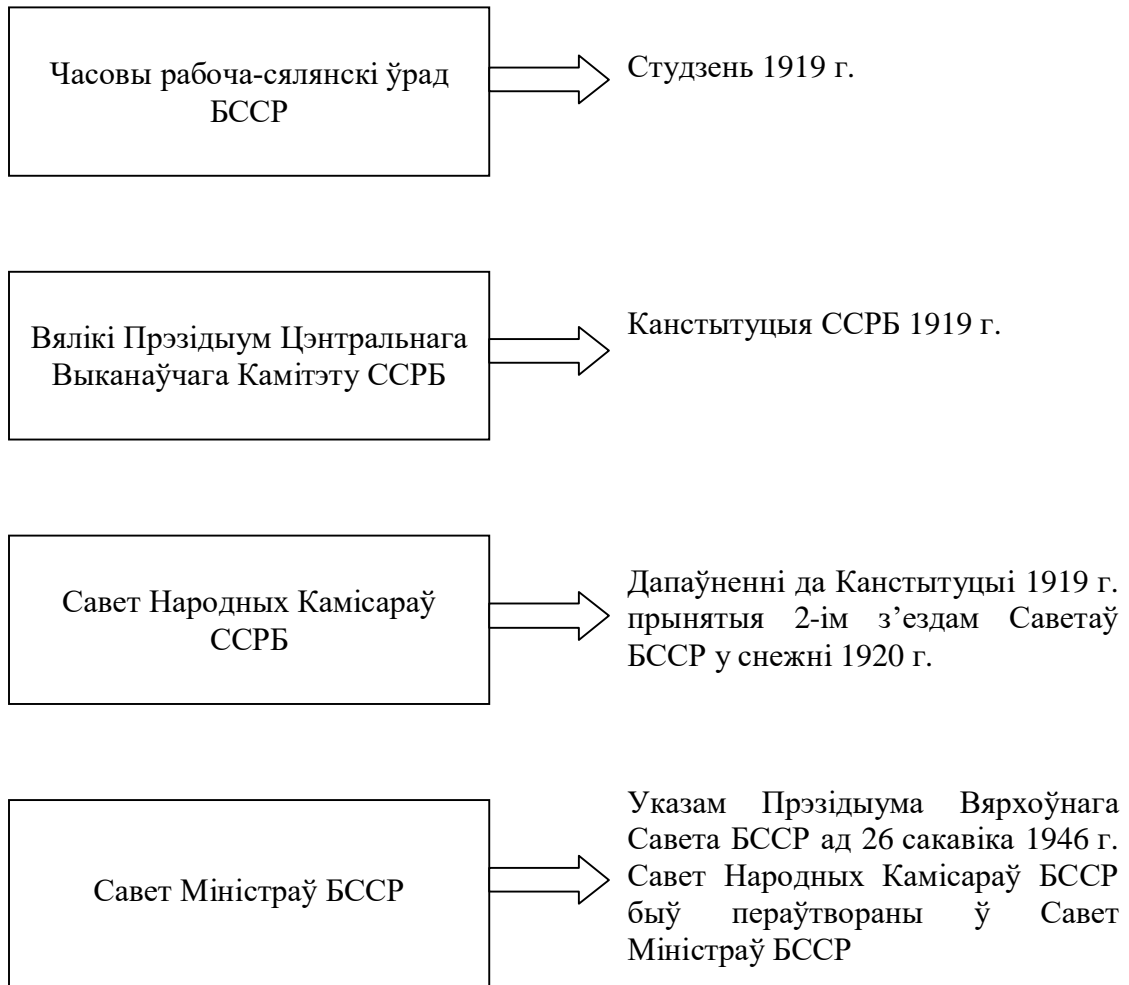 Часовы рабоча-сялянскі ўрад
БССР
Студзень 1919 г.
Вялікі Прэзідыум Цэнтральнага
Выканаўчага Камітэту ССРБ
Канстытуцыя ССРБ 1919 г.
Савет Народных Камісараў
ССРБ
Дапаўненні да Канстытуцыі 1919 г.
прынятыя 2-ім з’ездам Саветаў
БССР у снежні 1920 г.
Савет Міністраў БССР
Указам Прэзідыума Вярхоўнага
Савета БССР ад 26 сакавіка 1946 г.
Савет Народных Камісараў БССР
быў пераўтвораны ў Савет
Міністраў БССР